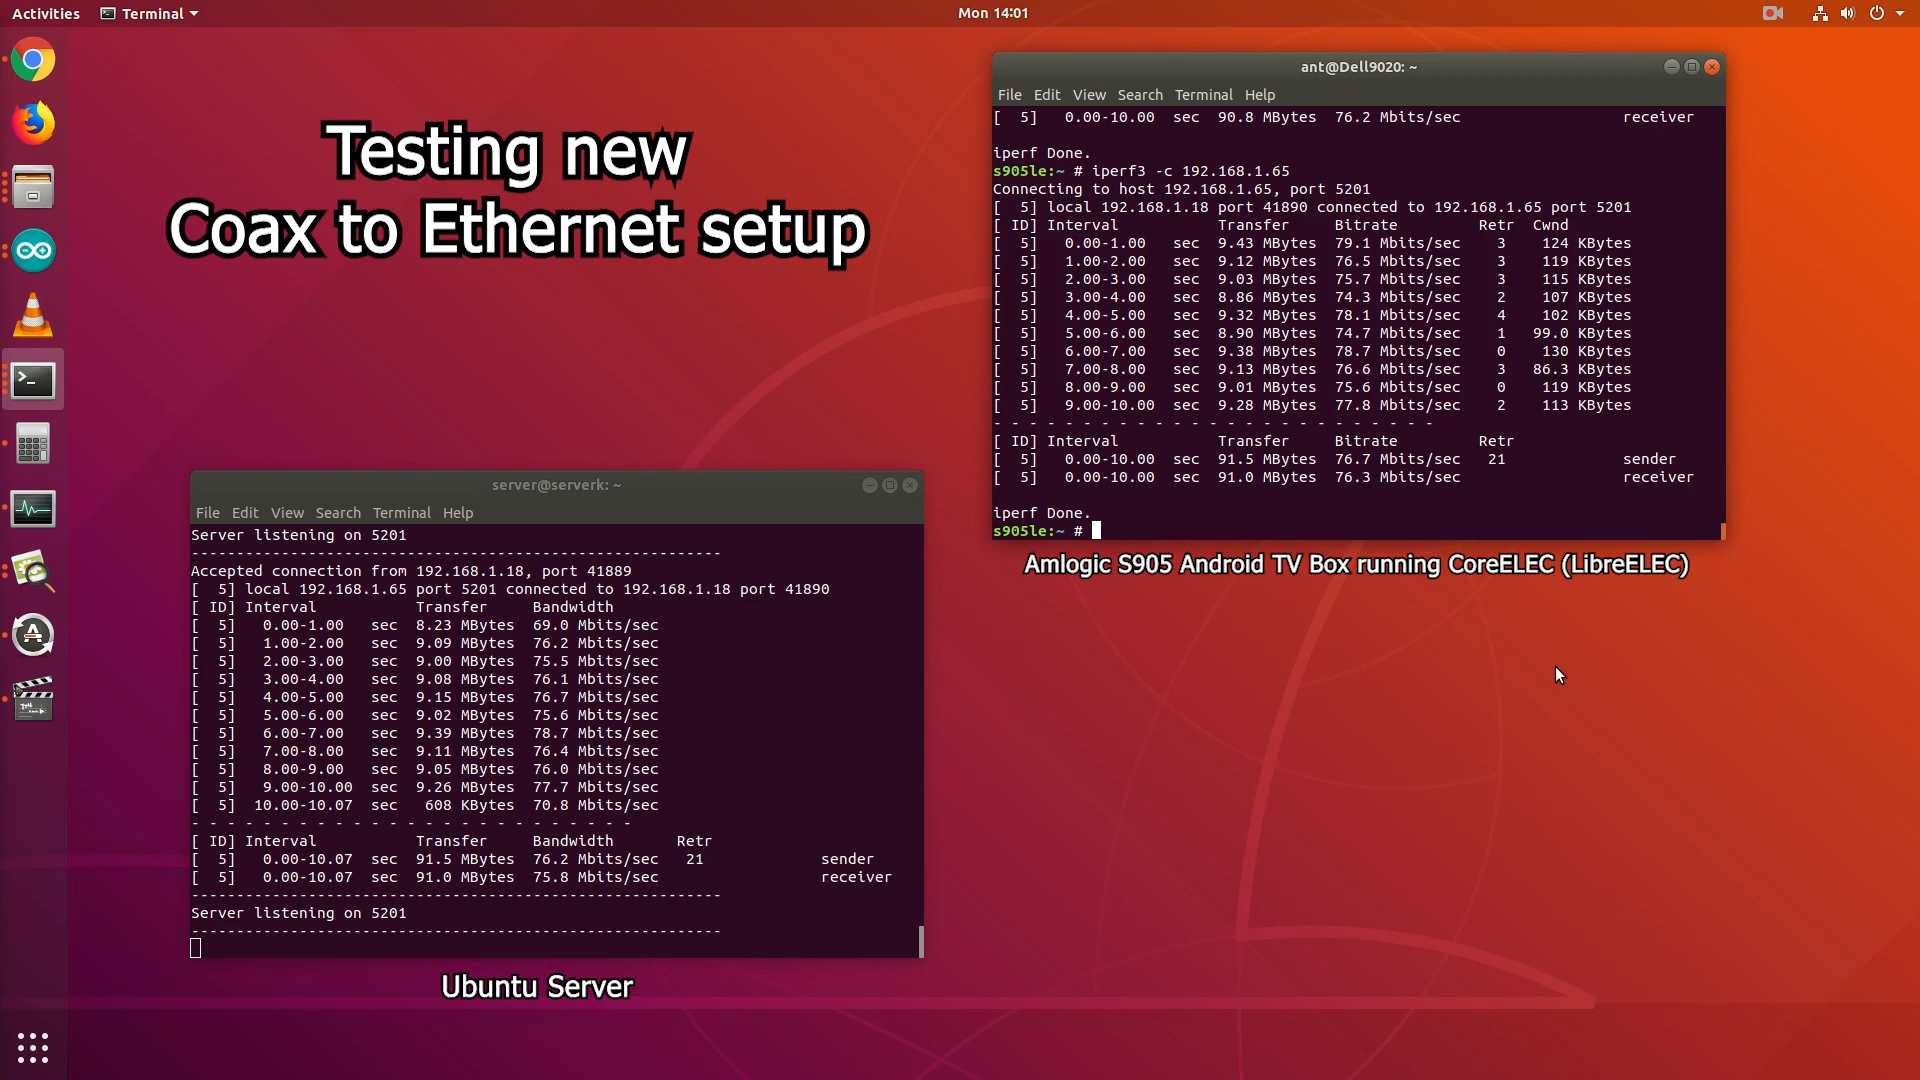 Activities Terminal Mon 14:01
Testing new
Coax to Ethernet setup
ant@Dell9020: ~
File Edit View Search Terminal Help
[  5]   0.00-10.00  sec  90.8 MBytes  76.2 Mbits/sec                  receiver
iperf Done.
s905le:~ # iperf3 -c 192.168.1.65
Connecting to host 192.168.1.65, port 5201
[  5] local 192.168.1.18 port 41890 connected to 192.168.1.65 port 5201
[ ID] Interval           Transfer     Bitrate         Retr  Cwnd
[  5]   0.00-1.00   sec  9.43 MBytes  79.1 Mbits/sec    3    124 KBytes
[  5]   1.00-2.00   sec  9.12 MBytes  76.5 Mbits/sec    3    119 KBytes
[  5]   2.00-3.00   sec  9.03 MBytes  75.7 Mbits/sec    3    115 KBytes
[  5]   3.00-4.00   sec  8.86 MBytes  74.3 Mbits/sec    2    107 KBytes
[  5]   4.00-5.00   sec  9.32 MBytes  78.1 Mbits/sec    4    102 KBytes
[  5]   5.00-6.00   sec  8.90 MBytes  74.7 Mbits/sec    1   99.0 KBytes
[  5]   6.00-7.00   sec  9.38 MBytes  78.7 Mbits/sec    0    130 KBytes
[  5]   7.00-8.00   sec  9.13 MBytes  76.6 Mbits/sec    3   86.3 KBytes
[  5]   8.00-9.00   sec  9.01 MBytes  75.6 Mbits/sec    0    119 KBytes
[  5]   9.00-10.00  sec  9.28 MBytes  77.8 Mbits/sec    2    113 KBytes
- - - - - - - - - - - - - - - - - - - - - - - - -
[ ID] Interval           Transfer     Bitrate         Retr
[  5]   0.00-10.00  sec  91.5 MBytes  76.7 Mbits/sec   21             sender
[  5]   0.00-10.00  sec  91.0 MBytes  76.3 Mbits/sec                  receiver
iperf Done.
s905le:~ #
Amlogic S905 Android TV Box running CoreELEC (LibreELEC)
server@serverk: ~
File Edit View Search Terminal Help
Server listening on 5201
-----------------------------------------------------------
Accepted connection from 192.168.1.18, port 41889
[  5] local 192.168.1.65 port 5201 connected to 192.168.1.18 port 41890
[ ID] Interval           Transfer     Bandwidth
[  5]   0.00-1.00   sec  8.23 MBytes  69.0 Mbits/sec
[  5]   1.00-2.00   sec  9.09 MBytes  76.2 Mbits/sec
[  5]   2.00-3.00   sec  9.00 MBytes  75.5 Mbits/sec
[  5]   3.00-4.00   sec  9.08 MBytes  76.1 Mbits/sec
[  5]   4.00-5.00   sec  9.15 MBytes  76.7 Mbits/sec
[  5]   5.00-6.00   sec  9.02 MBytes  75.6 Mbits/sec
[  5]   6.00-7.00   sec  9.39 MBytes  78.7 Mbits/sec
[  5]   7.00-8.00   sec  9.11 MBytes  76.4 Mbits/sec
[  5]   8.00-9.00   sec  9.05 MBytes  76.0 Mbits/sec
[  5]   9.00-10.00  sec  9.26 MBytes  77.7 Mbits/sec
[  5]  10.00-10.07  sec   608 KBytes  70.8 Mbits/sec
- - - - - - - - - - - - - - - - - - - - - - - - -
[ ID] Interval           Transfer     Bandwidth       Retr
[  5]   0.00-10.07  sec  91.5 MBytes  76.2 Mbits/sec   21             sender
[  5]   0.00-10.07  sec  91.0 MBytes  75.8 Mbits/sec                  receiver
-----------------------------------------------------------
Server listening on 5201
-----------------------------------------------------------
Ubuntu Server